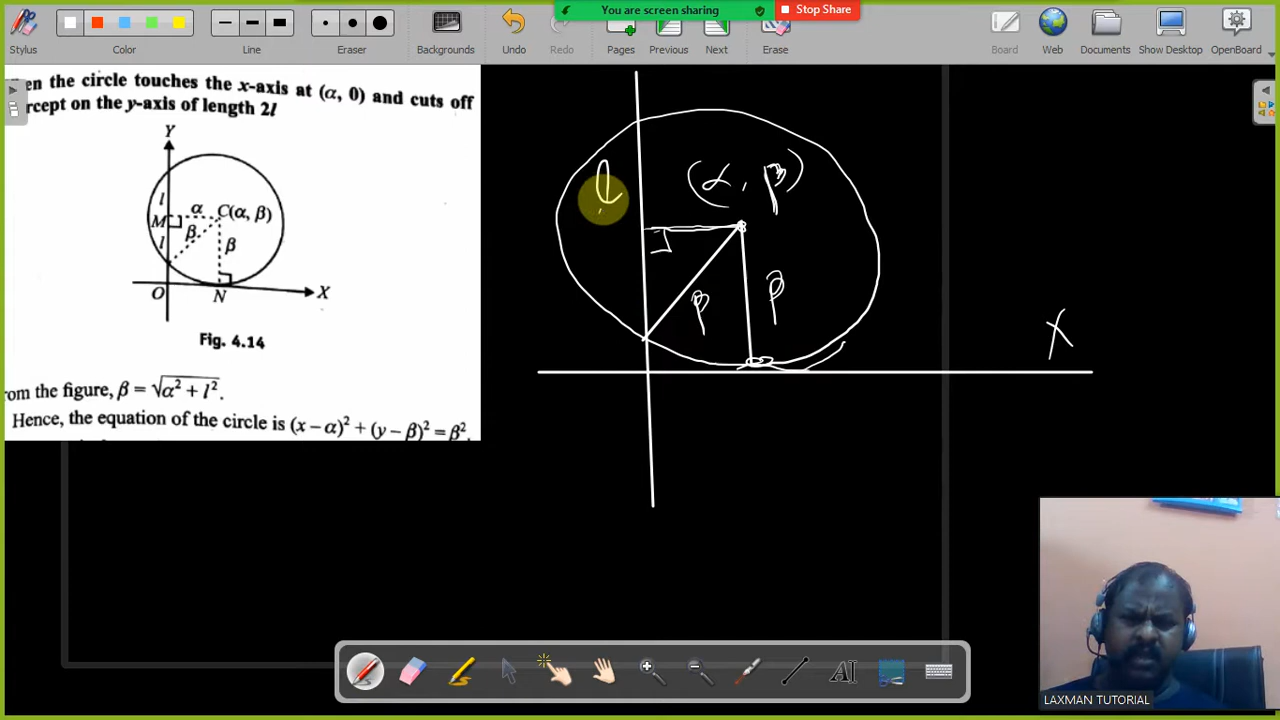 You are screen sharing
Stop Share
Stylus
Color
Line
Eraser
Backgrounds
Undo
Redo
Pages
Previous
Next
Erase
Board
Web
Documents
Show Desktop
OpenBoard
the circle touches the x-axis at (α, 0) and cuts off
on the y-axis of length 2l
Y
l
α
C(α, β)
M
β
β
l
O
N
X
Fig. 4.14
the figure, β = √α² + l².
Hence, the equation of the circle is (x – α)² + (y – β)² = β².
l
(α, β)
β
β
X
AI
LAXMAN TUTORIAL